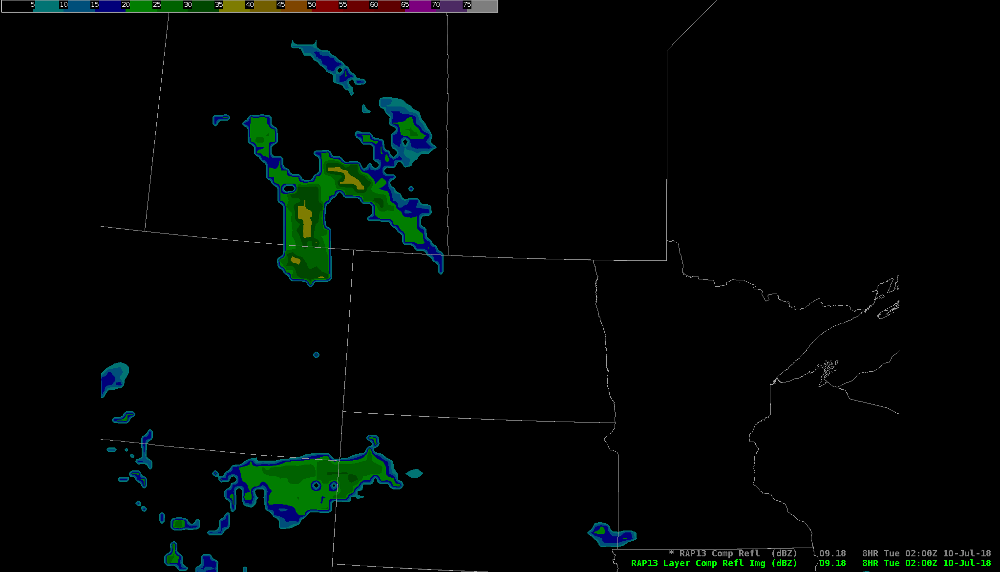 5 10 15 20 25 30 35 40 45 50 55 60 65 70 75
* RAP13 Comp Refl (dBZ) 09.18 8HR Tue 02:00Z 10-Jul-18
RAP13 Layer Comp Refl Img (dBZ) 09.18 8HR Tue 02:00Z 10-Jul-18